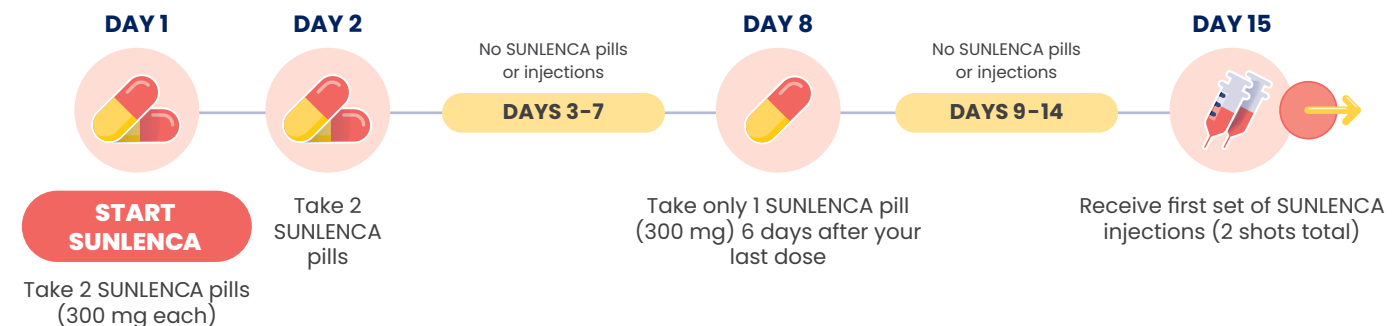 DAY 1
START
SUNLENCA
Take 2 SUNLENCA pills
(300 mg each)
DAY 2
Take 2
SUNLENCA
pills
No SUNLENCA pills
or injections
DAYS 3–7
DAY 8
Take only 1 SUNLENCA pill
(300 mg) 6 days after your
last dose
No SUNLENCA pills
or injections
DAYS 9–14
DAY 15
Receive first set of SUNLENCA
injections (2 shots total)